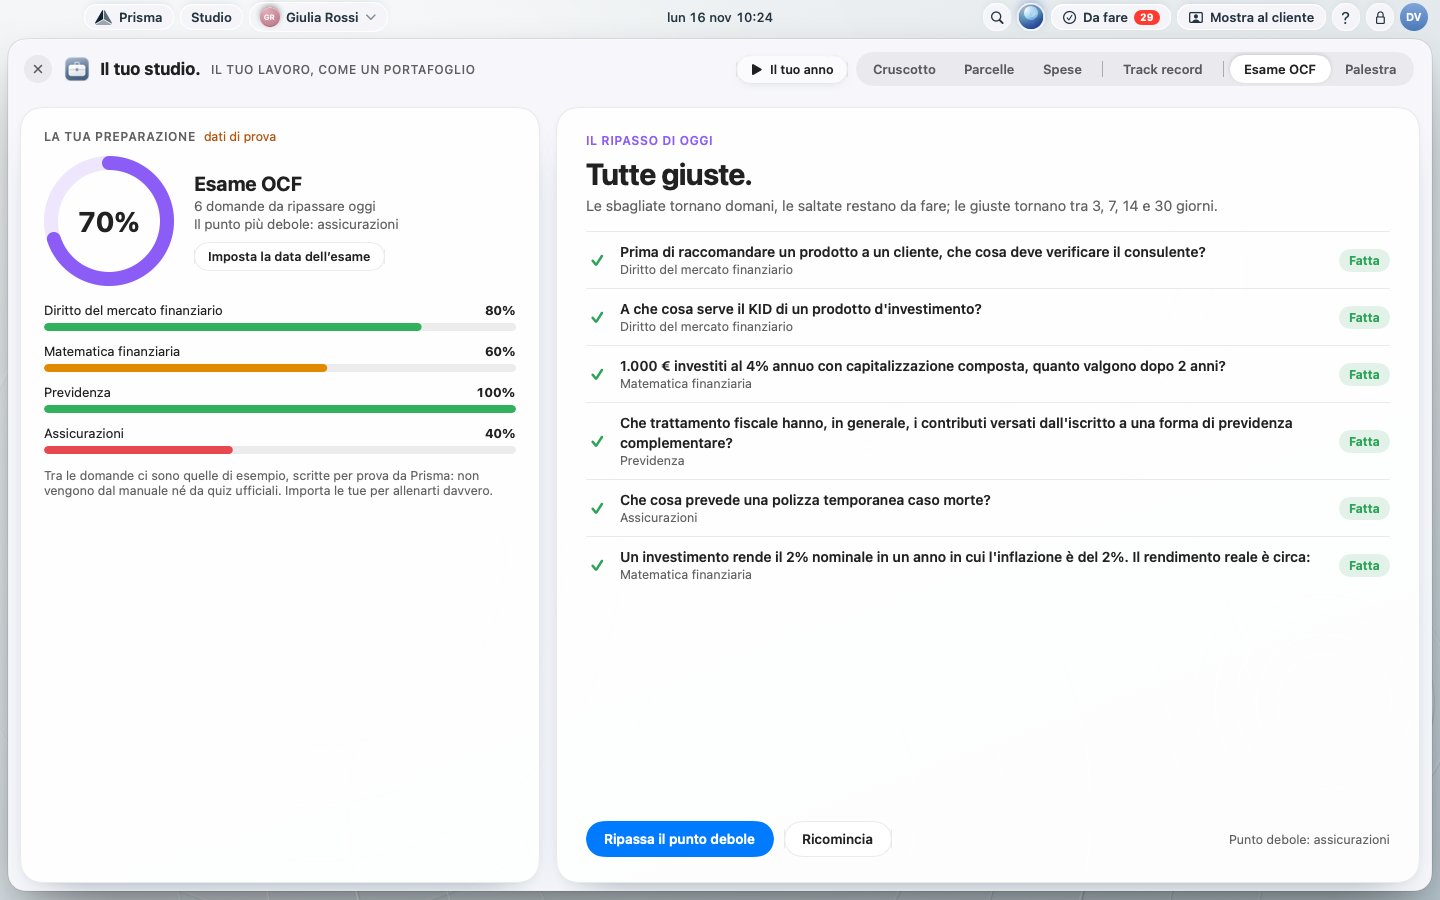 Prisma
Studio
GR Giulia Rossi
lun 16 nov 10:24
Da fare 29
Mostra al cliente
?
DV
Il tuo studio. IL TUO LAVORO, COME UN PORTAFOGLIO
Il tuo anno
Cruscotto
Parcelle
Spese
Track record
Esame OCF
Palestra
LA TUA PREPARAZIONE dati di prova
70%
Esame OCF
6 domande da ripassare oggi
Il punto più debole: assicurazioni
Imposta la data dell'esame
Diritto del mercato finanziario 80%
Matematica finanziaria 60%
Previdenza 100%
Assicurazioni 40%
Tra le domande ci sono quelle di esempio, scritte per prova da Prisma: non
vengono dal manuale né da quiz ufficiali. Importa le tue per allenarti davvero.
IL RIPASSO DI OGGI
Tutte giuste.
Le sbagliate tornano domani, le saltate restano da fare; le giuste tornano tra 3, 7, 14 e 30 giorni.
Prima di raccomandare un prodotto a un cliente, che cosa deve verificare il consulente?
Diritto del mercato finanziario
Fatta
A che cosa serve il KID di un prodotto d'investimento?
Diritto del mercato finanziario
Fatta
1.000 € investiti al 4% annuo con capitalizzazione composta, quanto valgono dopo 2 anni?
Matematica finanziaria
Fatta
Che trattamento fiscale hanno, in generale, i contributi versati dall'iscritto a una forma di previdenza
complementare?
Previdenza
Fatta
Che cosa prevede una polizza temporanea caso morte?
Assicurazioni
Fatta
Un investimento rende il 2% nominale in un anno in cui l'inflazione è del 2%. Il rendimento reale è circa:
Matematica finanziaria
Fatta
Ripassa il punto debole
Ricomincia
Punto debole: assicurazioni